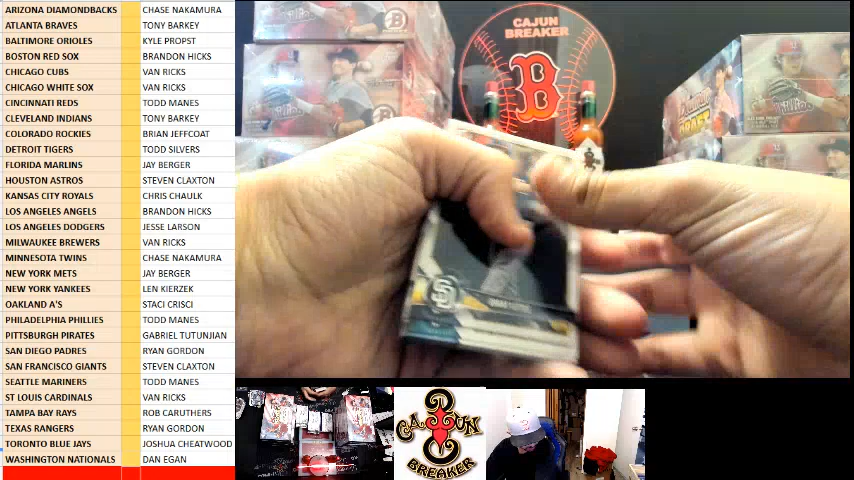 ARIZONA DIAMONDBACKS CHASE NAKAMURA
ATLANTA BRAVES TONY BARKEY
BALTIMORE ORIOLES KYLE PROPST
BOSTON RED SOX BRANDON HICKS
CHICAGO CUBS VAN RICKS
CHICAGO WHITE SOX VAN RICKS
CINCINNATI REDS TODD MANES
CLEVELAND INDIANS TONY BARKEY
COLORADO ROCKIES BRIAN JEFFCOAT
DETROIT TIGERS TODD SILVERS
FLORIDA MARLINS JAY BERGER
HOUSTON ASTROS STEVEN CLAXTON
KANSAS CITY ROYALS CHRIS CHAULK
LOS ANGELES ANGELS BRANDON HICKS
LOS ANGELES DODGERS JESSE LARSON
MILWAUKEE BREWERS VAN RICKS
MINNESOTA TWINS CHASE NAKAMURA
NEW YORK METS JAY BERGER
NEW YORK YANKEES LEN KIERZEK
OAKLAND A'S STACI CRISCI
PHILADELPHIA PHILLIES TODD MANES
PITTSBURGH PIRATES GABRIEL TUTUNJIAN
SAN DIEGO PADRES RYAN GORDON
SAN FRANCISCO GIANTS STEVEN CLAXTON
SEATTLE MARINERS TODD MANES
ST LOUIS CARDINALS VAN RICKS
TAMPA BAY RAYS ROB CARUTHERS
TEXAS RANGERS RYAN GORDON
TORONTO BLUE JAYS JOSHUA CHEATWOOD
WASHINGTON NATIONALS DAN EGAN
CAJUN
BREAKER
B
DRAFT
SD
CAJUN
BREAKER